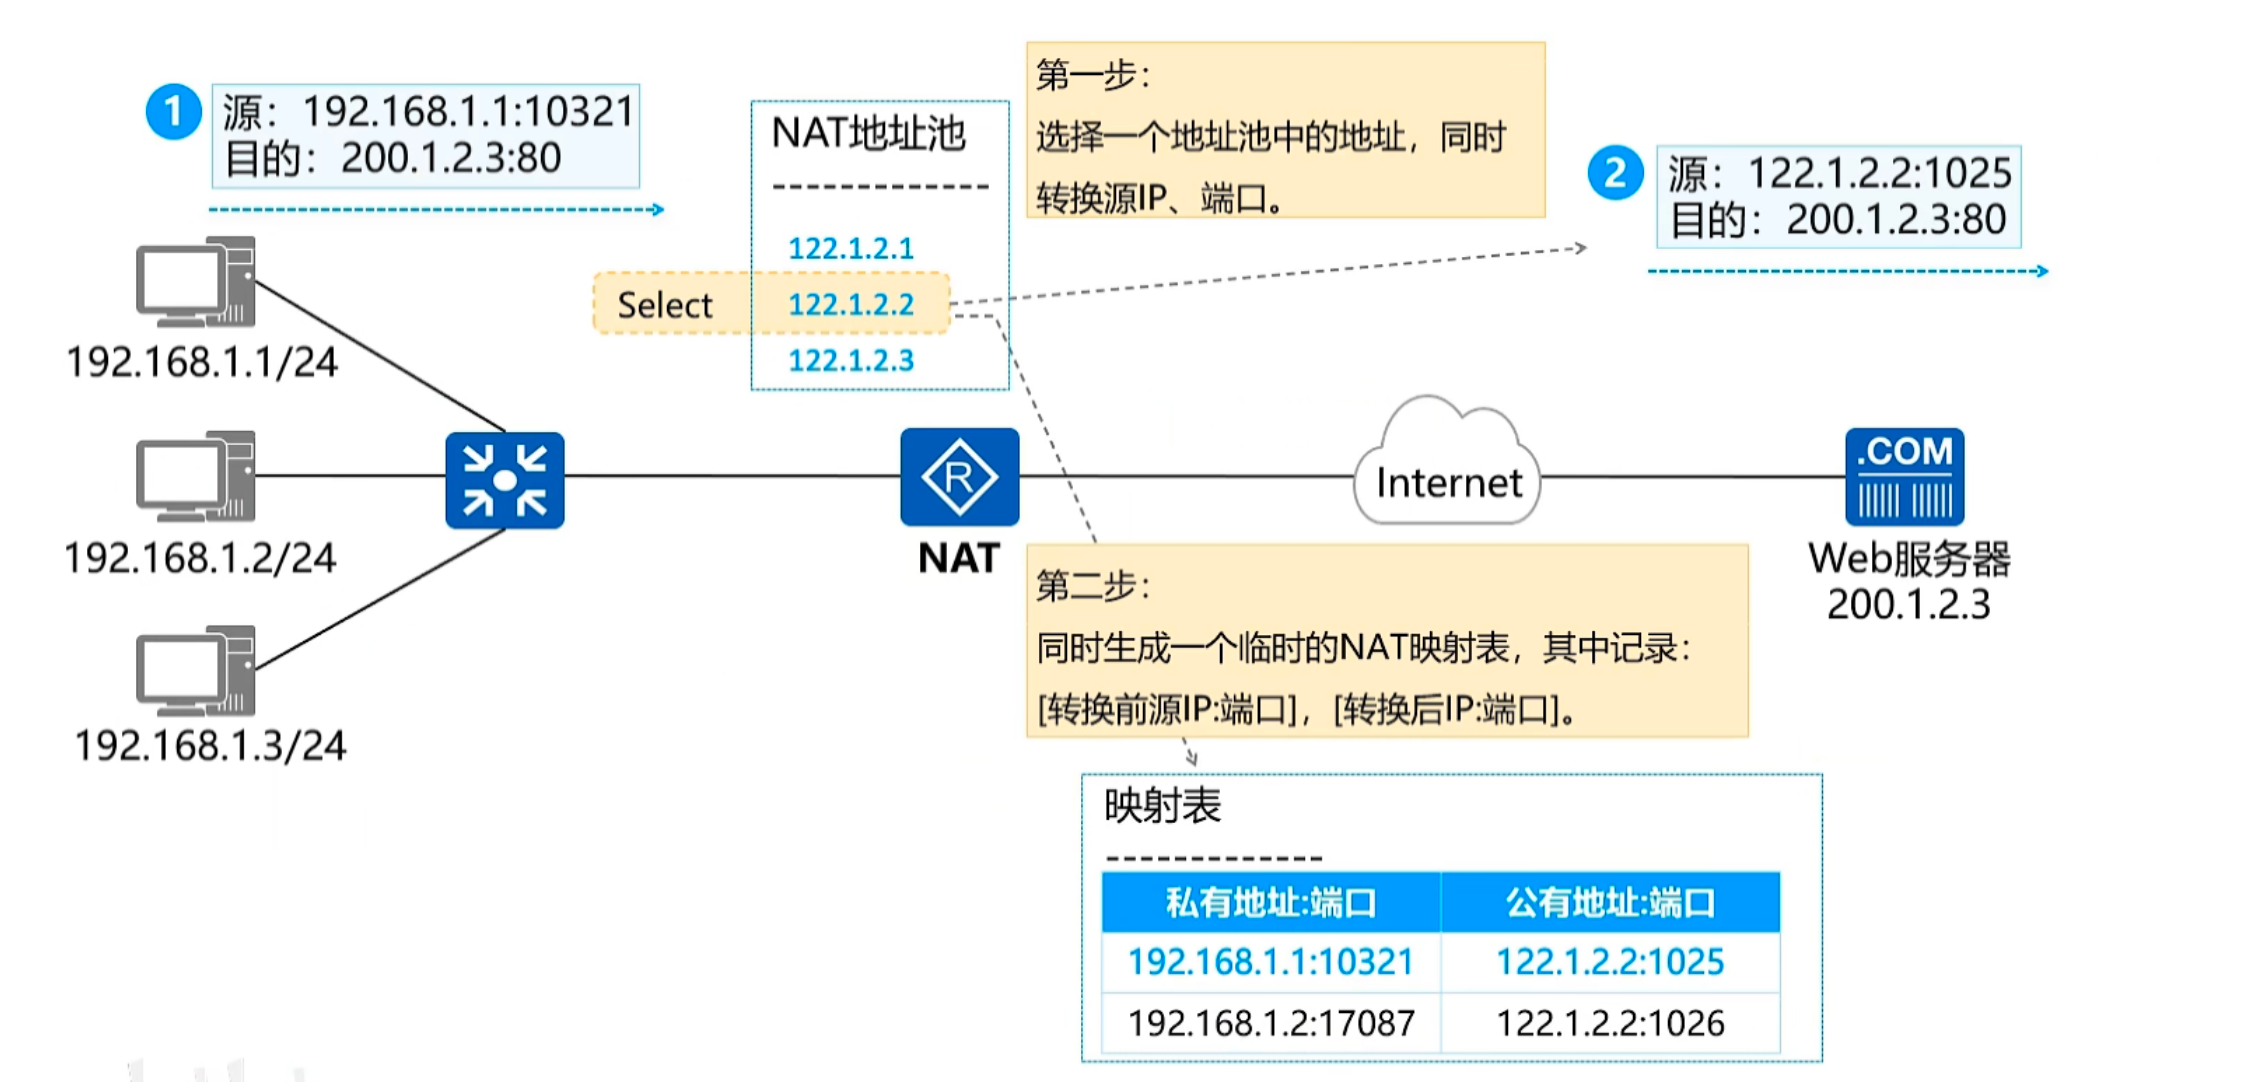 1
源：192.168.1.1:10321
目的：200.1.2.3:80
NAT地址池
-------------
122.1.2.1
Select 122.1.2.2
122.1.2.3
第一步：
选择一个地址池中的地址，同时
转换源IP、端口。
2
源：122.1.2.2:1025
目的：200.1.2.3:80
192.168.1.1/24
192.168.1.2/24
192.168.1.3/24
R
NAT
Internet
.COM
Web服务器
200.1.2.3
第二步：
同时生成一个临时的NAT映射表，其中记录：
[转换前源IP:端口]，[转换后IP:端口]。
映射表
-------------
私有地址:端口 公有地址:端口
192.168.1.1:10321 122.1.2.2:1025
192.168.1.2:17087 122.1.2.2:1026